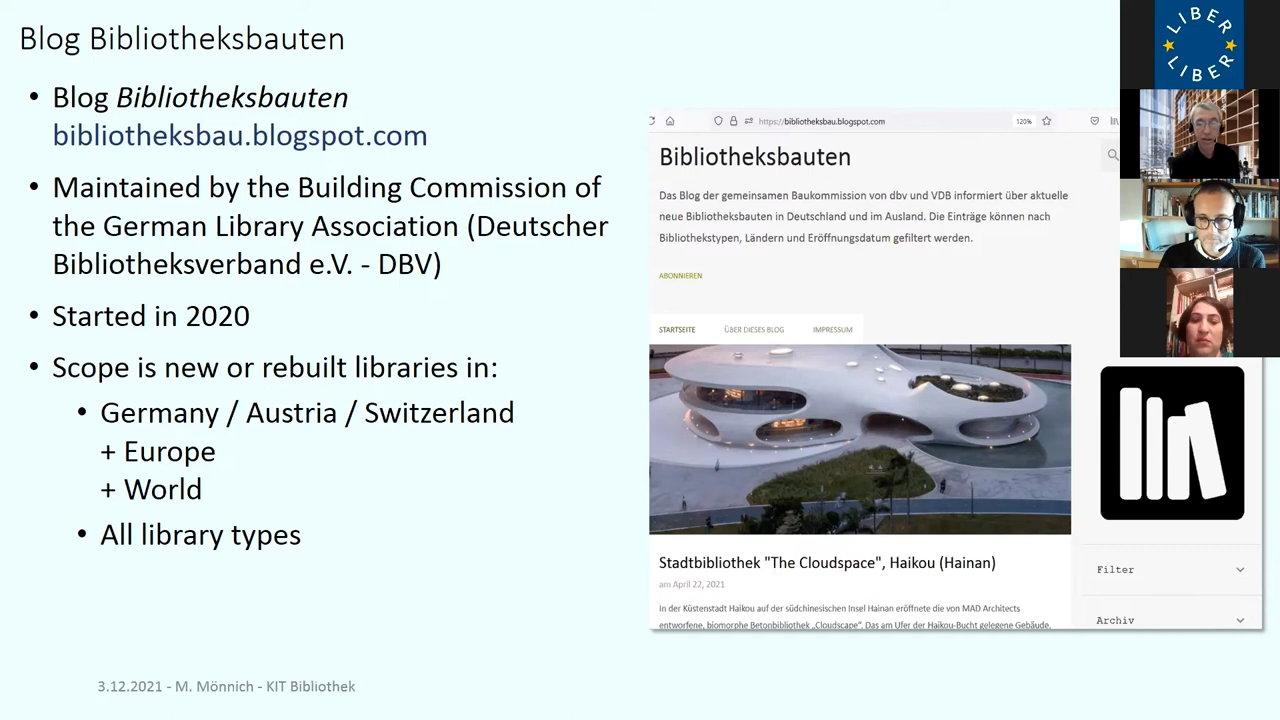 Blog Bibliotheksbauten
• Blog Bibliotheksbauten
bibliotheksbau.blogspot.com
• Maintained by the Building Commission of
the German Library Association (Deutscher
Bibliotheksverband e.V. - DBV)
• Started in 2020
• Scope is new or rebuilt libraries in:
• Germany / Austria / Switzerland
+ Europe
+ World
• All library types
https://bibliotheksbau.blogspot.com
120%
Bibliotheksbauten
Das Blog der gemeinsamen Baukommission von dbv und VDB informiert über aktuelle
neue Bibliotheksbauten in Deutschland und im Ausland. Die Einträge können nach
Bibliothekstypen, Ländern und Eröffnungsdatum gefiltert werden.
ABONNIEREN
STARTSEITE ÜBER DIESES BLOG IMPRESSUM
Stadtbibliothek "The Cloudspace", Haikou (Hainan)
am April 22, 2021
In der Küstenstadt Haikou auf der südchinesischen Insel Hainan eröffnete die von MAD Architects
entworfene, biomorphe Betonbibliothek „Cloudscape“. Das am Ufer der Haikou-Bucht gelegene Gebäude,
Filter
Archiv
LIBER
LIBER
3.12.2021 - M. Mönnich - KIT Bibliothek